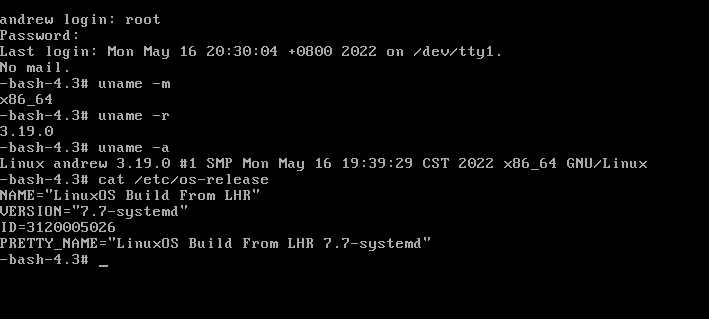 andrew login: root
Password:
Last login: Mon May 16 20:30:04 +0800 2022 on /dev/tty1.
No mail.
-bash-4.3# uname -m
x86_64
-bash-4.3# uname -r
3.19.0
-bash-4.3# uname -a
Linux andrew 3.19.0 #1 SMP Mon May 16 19:39:29 CST 2022 x86_64 GNU/Linux
-bash-4.3# cat /etc/os-release
NAME="LinuxOS Build From LHR"
VERSION="7.7-systemd"
ID=3120005026
PRETTY_NAME="LinuxOS Build From LHR 7.7-systemd"
-bash-4.3# _